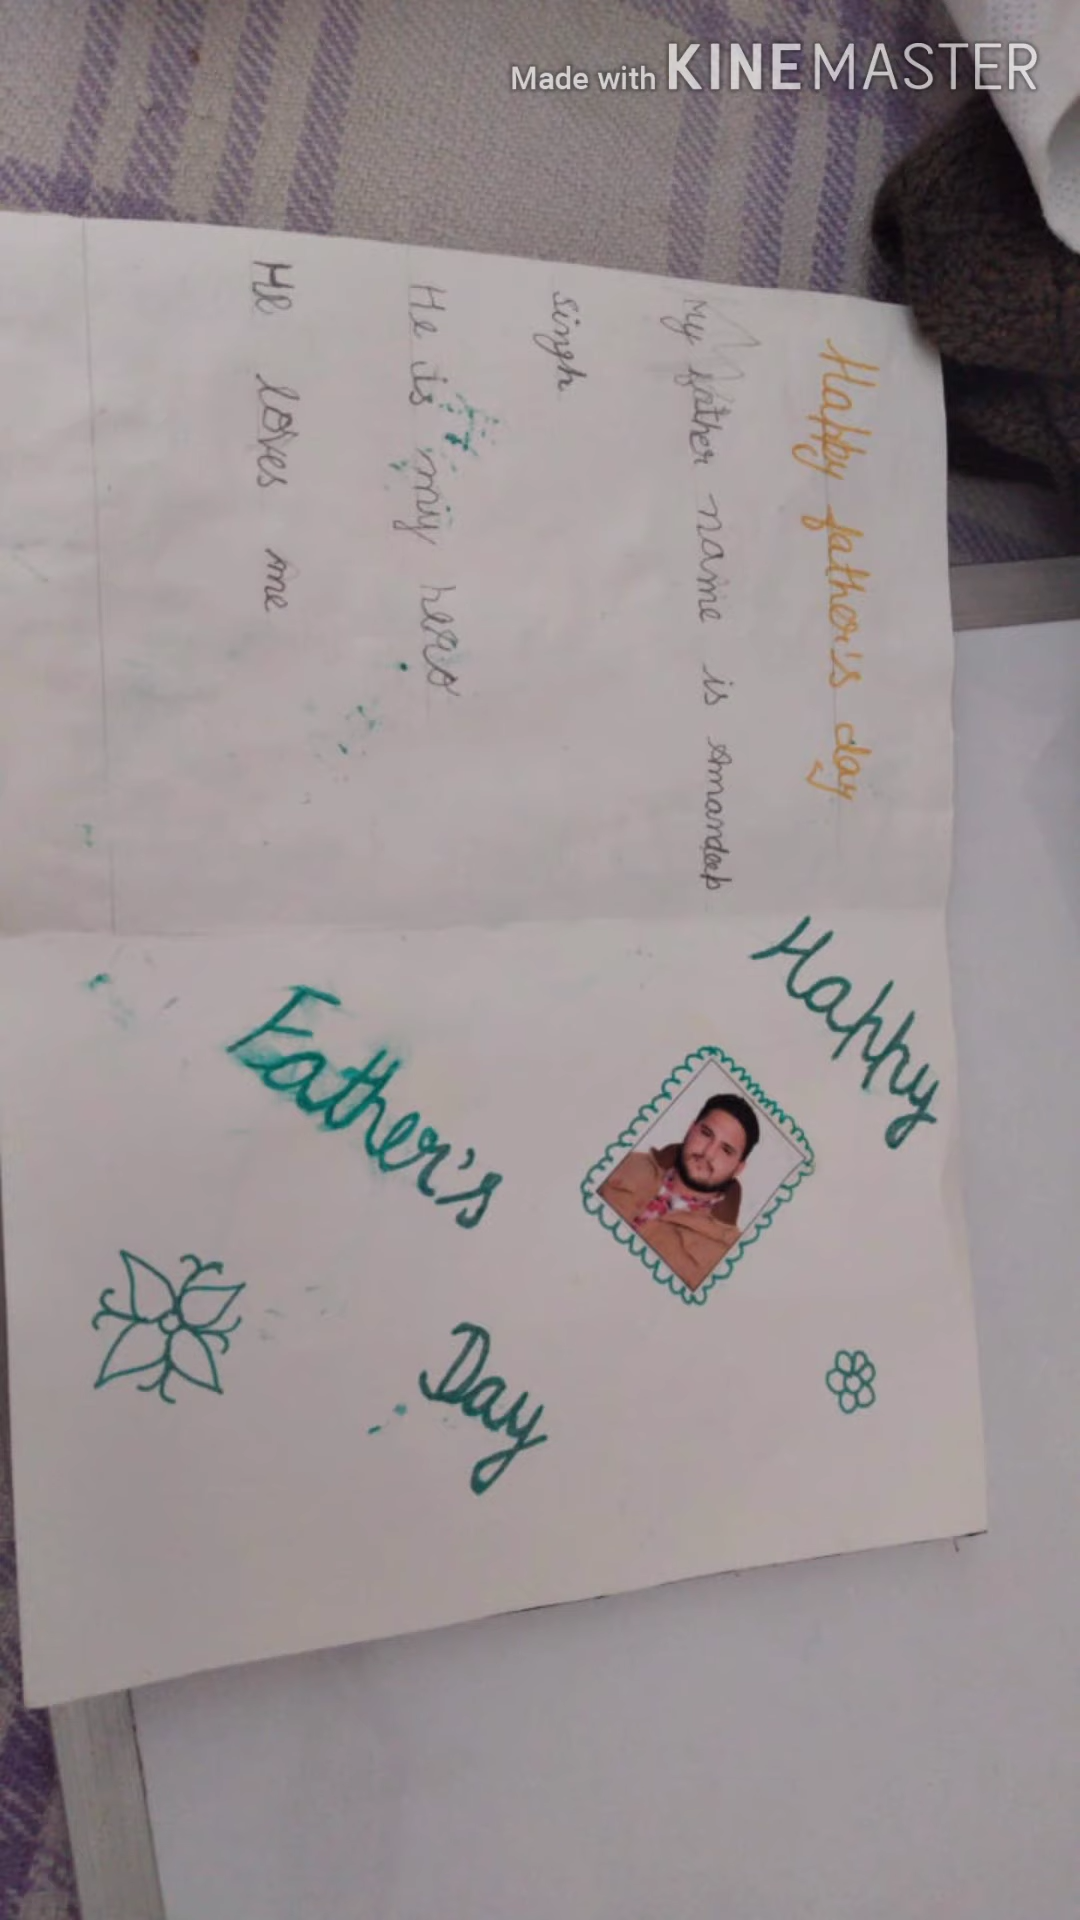 Made with KINEMASTER
Happy father's day
My father name is Amandeep
Singh
He is my hero
He loves me
Happy
Father's
Day